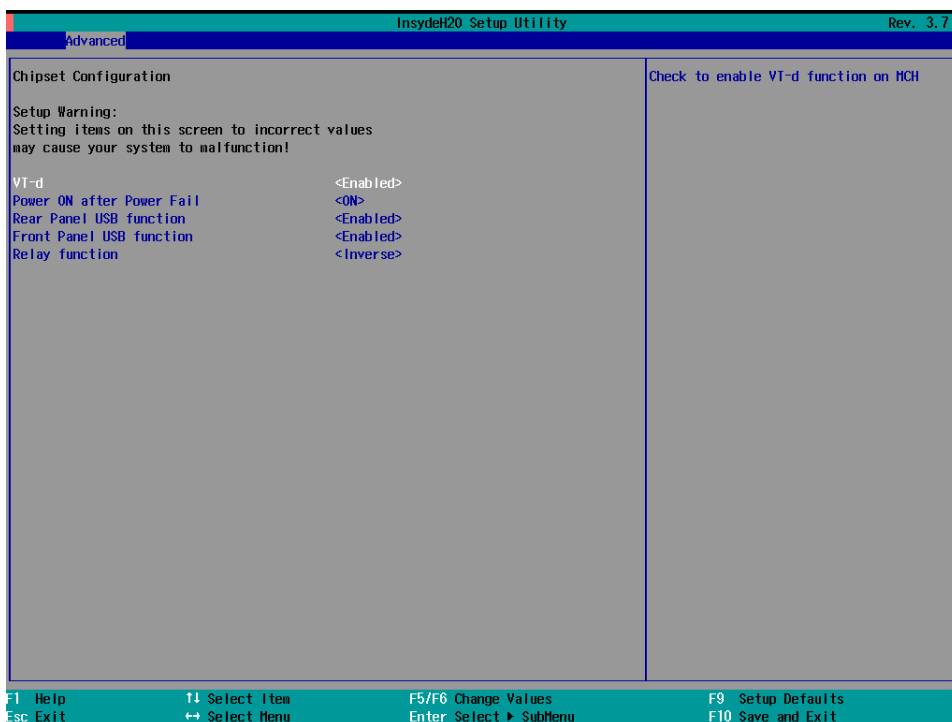 InsydeH20 Setup Utility Rev. 3.7
Advanced
Chipset Configuration
Check to enable VT-d function on MCH
Setup Warning:
Setting items on this screen to incorrect values
may cause your system to malfunction!
VT-d <Enabled>
Power ON after Power Fail <ON>
Rear Panel USB function <Enabled>
Front Panel USB function <Enabled>
Relay function <Inverse>
F1 Help ↑↓ Select Item F5/F6 Change Values F9 Setup Defaults
Esc Exit ↔ Select Menu Enter Select ▶ SubMenu F10 Save and Exit